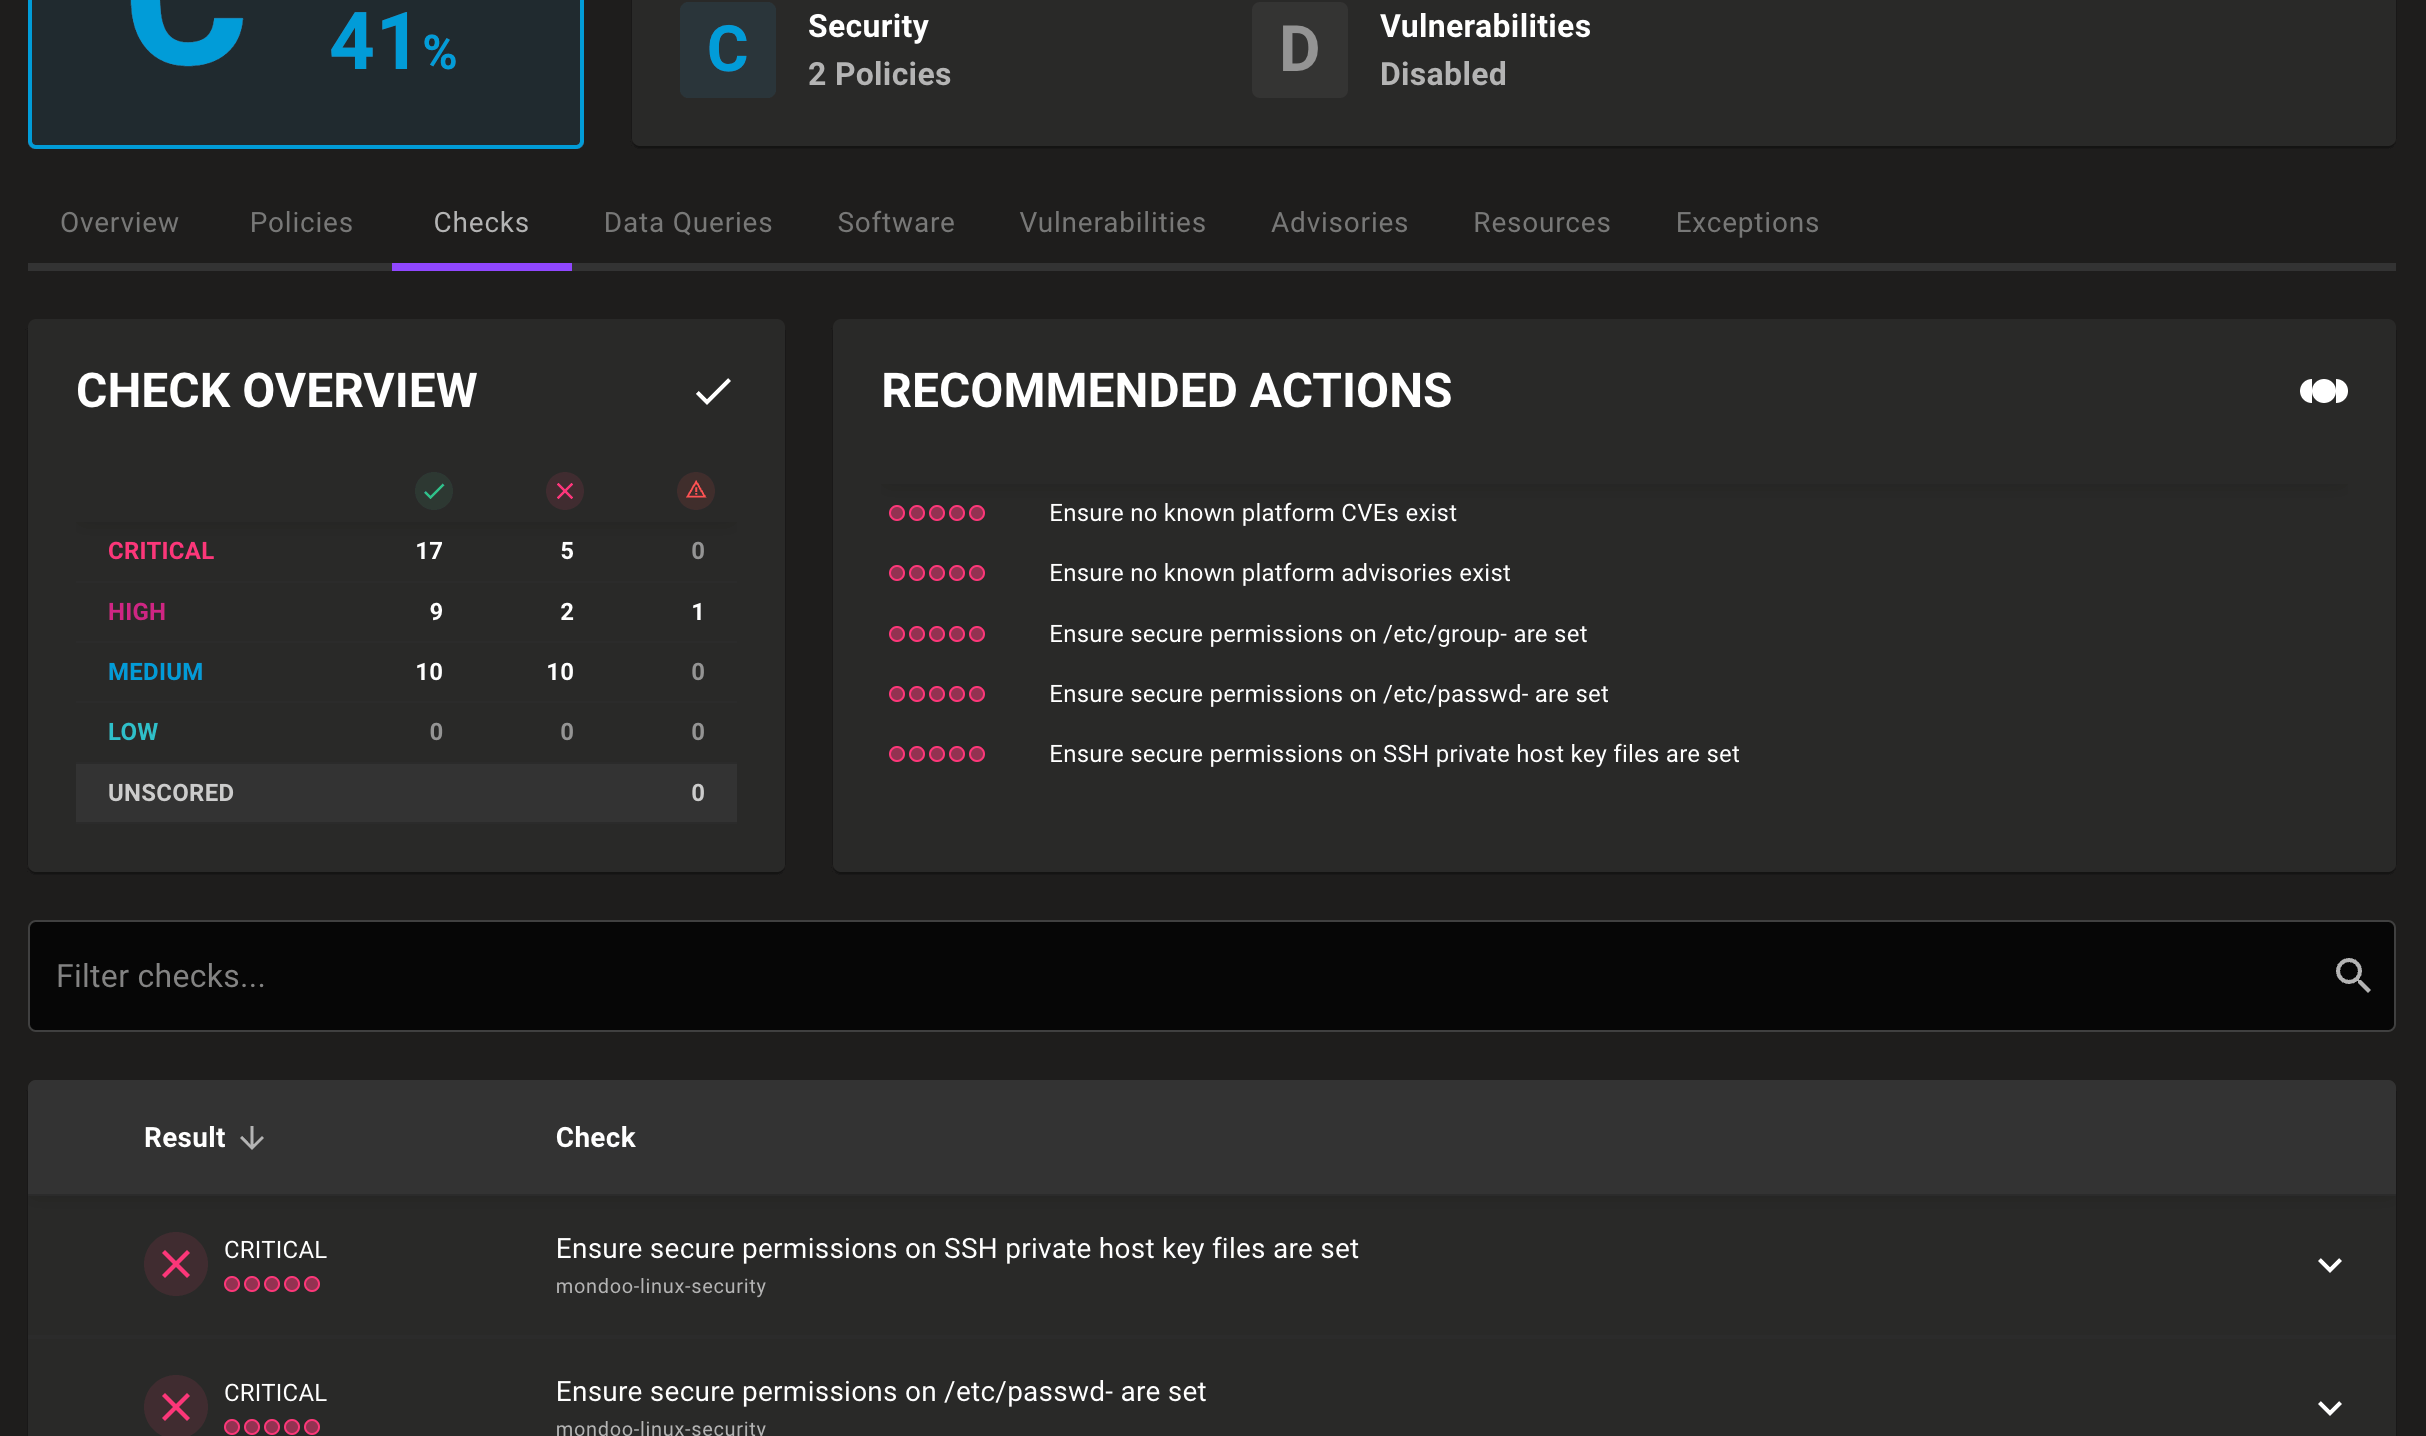 C 41%
C Security
2 Policies
D Vulnerabilities
Disabled
Overview Policies Checks Data Queries Software Vulnerabilities Advisories Resources Exceptions
CHECK OVERVIEW
CRITICAL 17 5 0
HIGH 9 2 1
MEDIUM 10 10 0
LOW 0 0 0
UNSCORED 0
RECOMMENDED ACTIONS
Ensure no known platform CVEs exist
Ensure no known platform advisories exist
Ensure secure permissions on /etc/group- are set
Ensure secure permissions on /etc/passwd- are set
Ensure secure permissions on SSH private host key files are set
Filter checks...
Result Check
CRITICAL Ensure secure permissions on SSH private host key files are set
mondoo-linux-security
CRITICAL Ensure secure permissions on /etc/passwd- are set
mondoo-linux-security